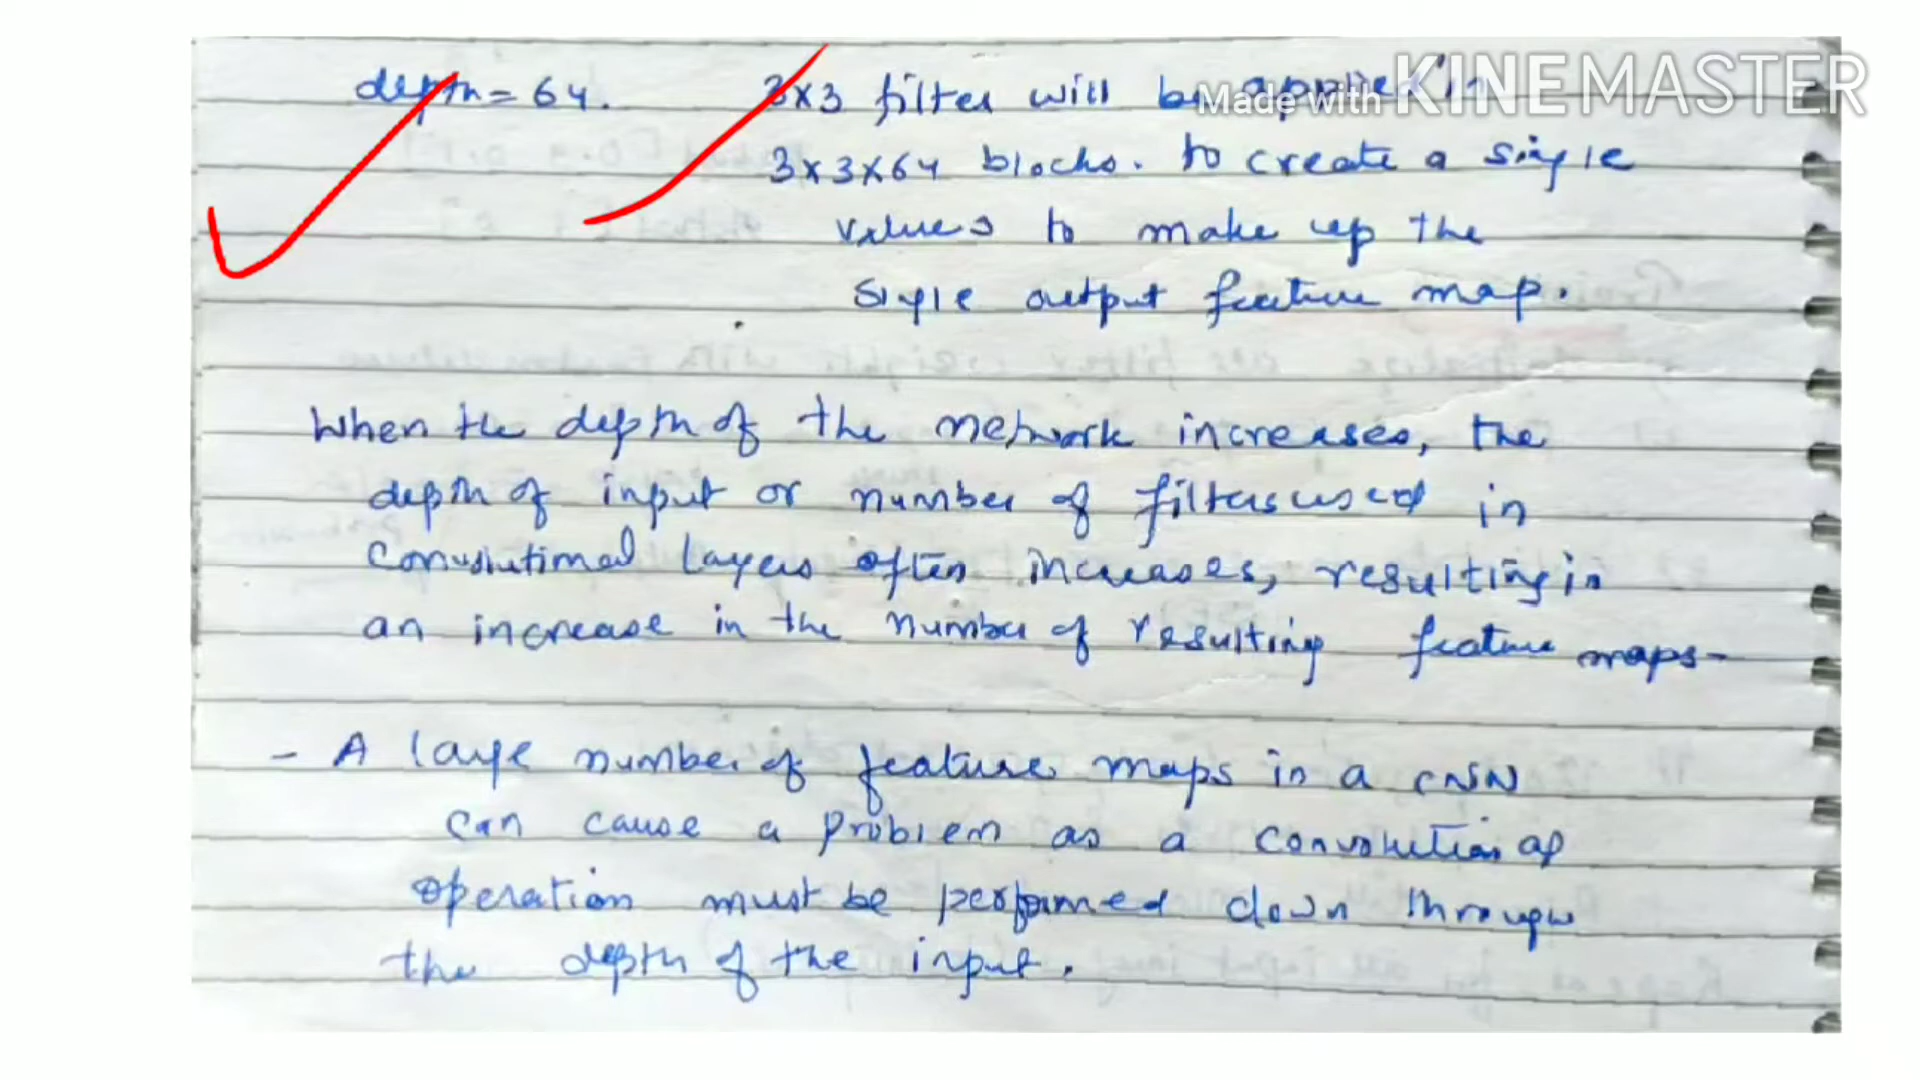 depth = 64. 3x3 filter will be applied in
Made with KINEMASTER
3x3x64 blocks. to create a single
values to make up the
single output feature map.
When the depth of the network increases, the
depth of input or number of filters used in
Convolutional Layers often increases, resulting in
an increase in the number of resulting feature maps-
- A large number of feature maps in a CNN
can cause a problem as a convolutional
operation must be performed down through
the depth of the input.